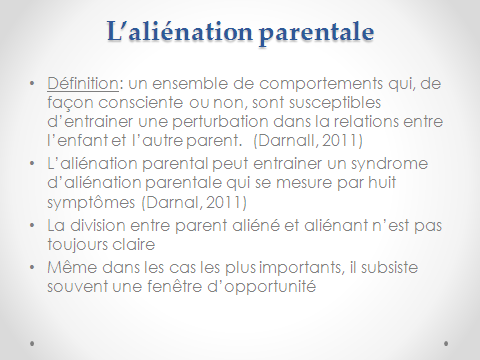 L'aliénation parentale
• Définition: un ensemble de comportements qui, de
façon consciente ou non, sont susceptibles
d'entrainer une perturbation dans la relations entre
l'enfant et l'autre parent. (Darnall, 2011)
• L'aliénation parental peut entrainer un syndrome
d'aliénation parentale qui se mesure par huit
symptômes (Darnal, 2011)
• La division entre parent aliéné et aliénant n'est pas
toujours claire
• Même dans les cas les plus importants, il subsiste
souvent une fenêtre d'opportunité